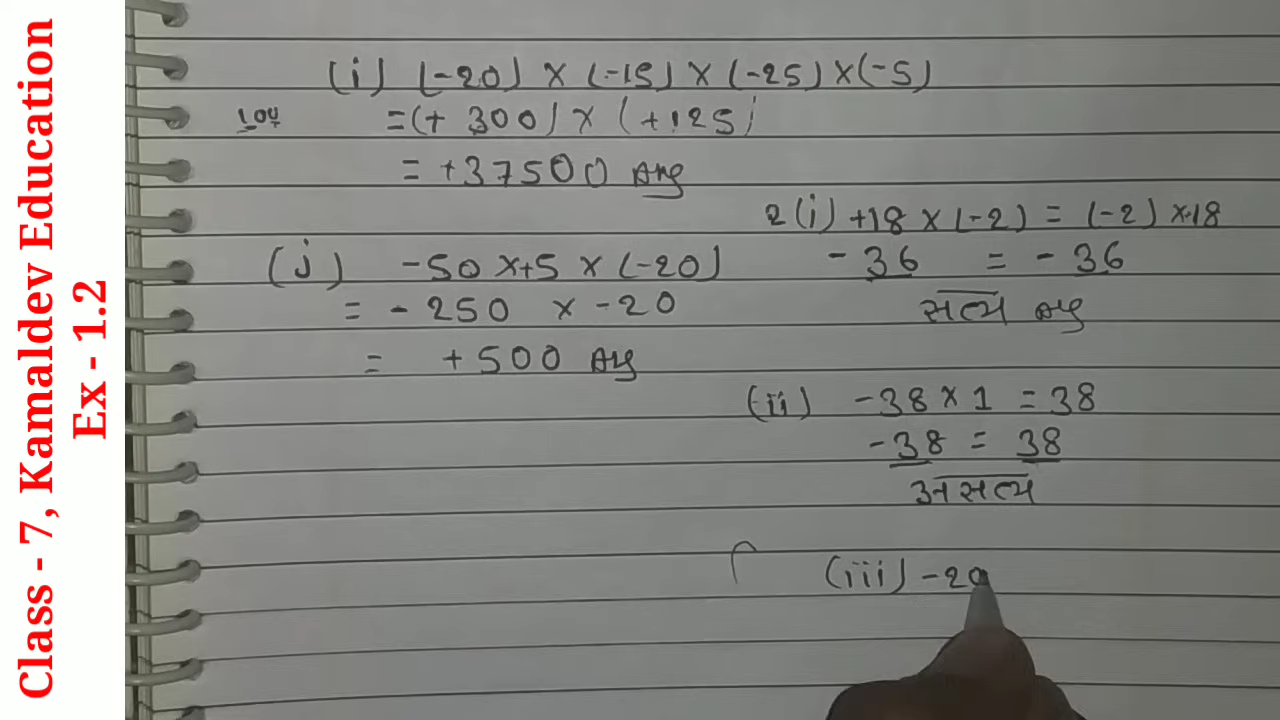 Class - 7, Kamaldev Education
Ex - 1.2
(i) (-20) × (-15) × (-25) × (-5)
= (+ 300) × (+125)
= +37500 Ans
(j) -50 × +5 × (-20)
= - 250 × -20
= +500 Ans
2(i) +18 × (-2) = (-2) × 18
- 36 = - 36
सत्य Ans
(ii) -38 × 1 = 38
-38 = 38
असत्य
(iii) -20